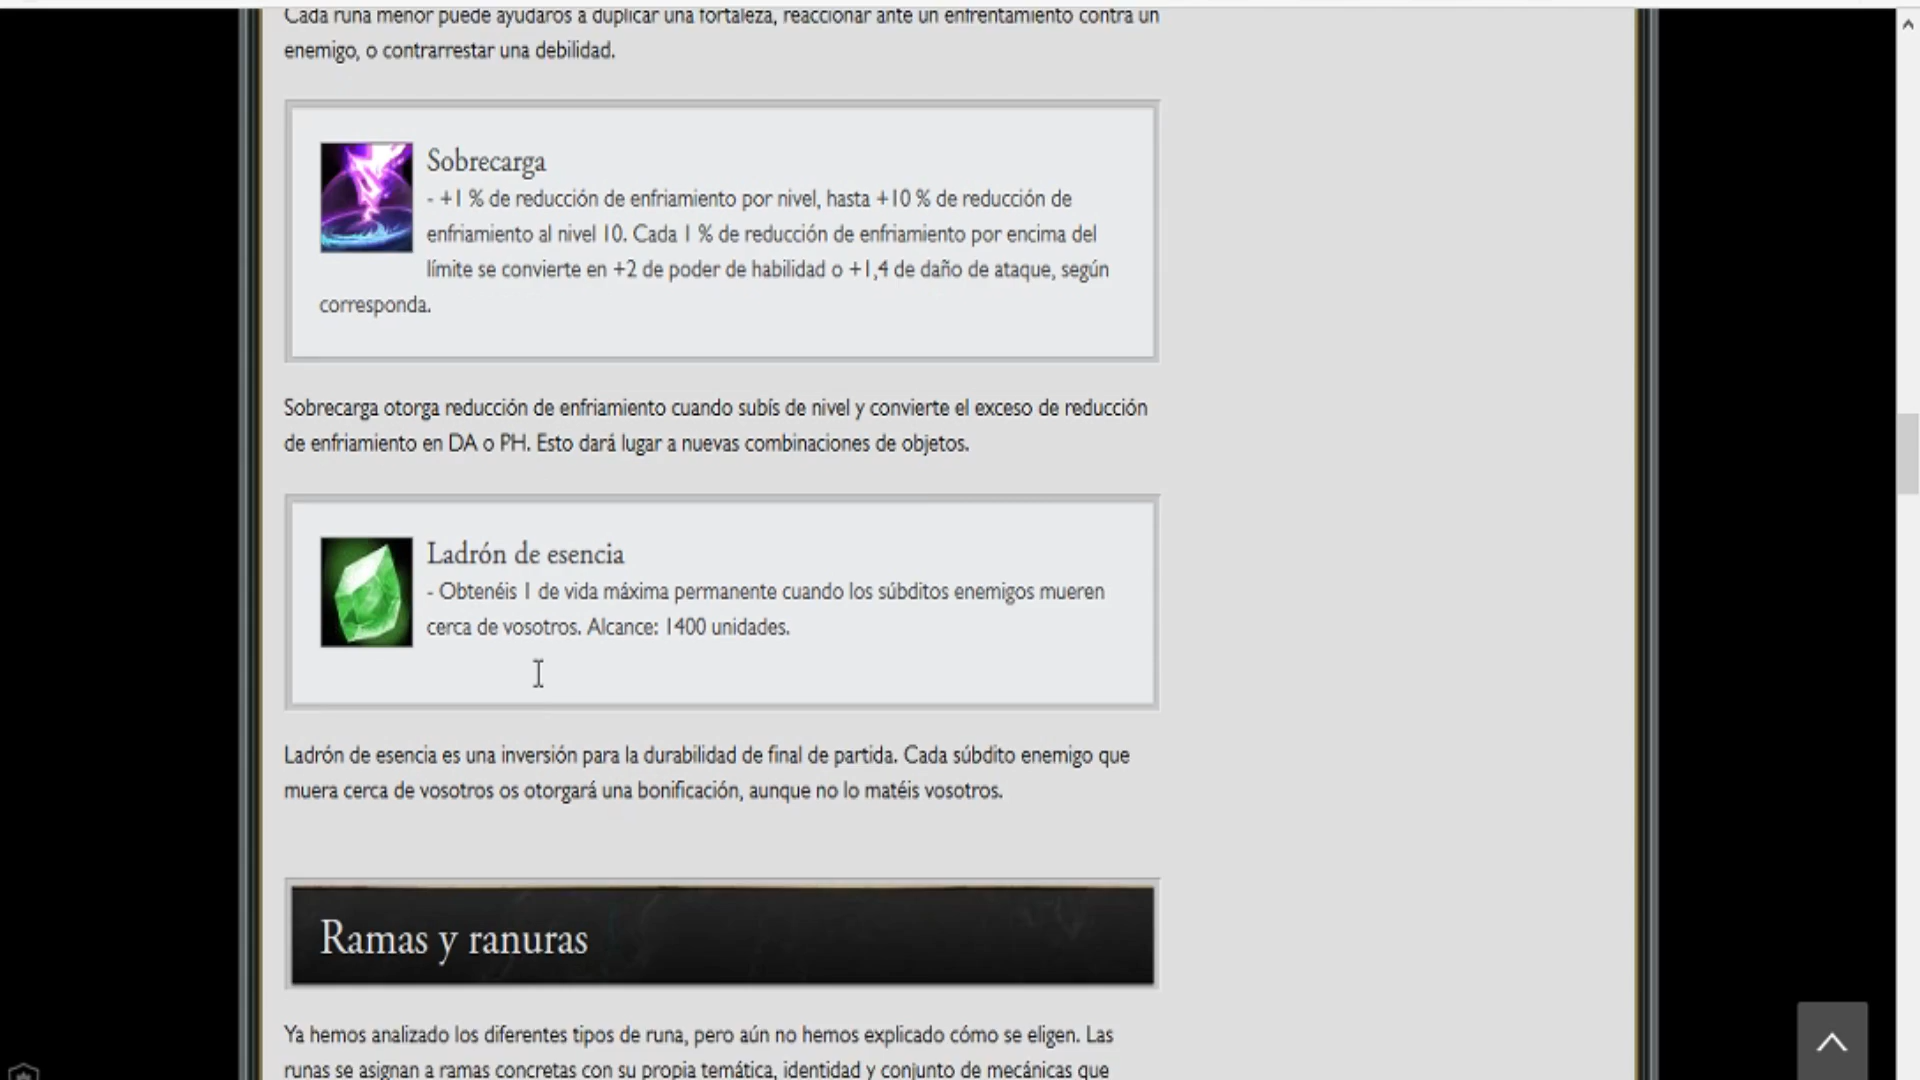 Cada runa menor puede ayudaros a duplicar una fortaleza, reaccionar ante un enfrentamiento contra un
enemigo, o contrarrestar una debilidad.
Sobrecarga
- +1 % de reducción de enfriamiento por nivel, hasta +10 % de reducción de
enfriamiento al nivel 10. Cada 1 % de reducción de enfriamiento por encima del
límite se convierte en +2 de poder de habilidad o +1,4 de daño de ataque, según
corresponda.
Sobrecarga otorga reducción de enfriamiento cuando subís de nivel y convierte el exceso de reducción
de enfriamiento en DA o PH. Esto dará lugar a nuevas combinaciones de objetos.
Ladrón de esencia
- Obtenéis 1 de vida máxima permanente cuando los súbditos enemigos mueren
cerca de vosotros. Alcance: 1400 unidades.
Ladrón de esencia es una inversión para la durabilidad de final de partida. Cada súbdito enemigo que
muera cerca de vosotros os otorgará una bonificación, aunque no lo matéis vosotros.
Ramas y ranuras
Ya hemos analizado los diferentes tipos de runa, pero aún no hemos explicado cómo se eligen. Las
runas se asignan a ramas concretas con su propia temática, identidad y conjunto de mecánicas que